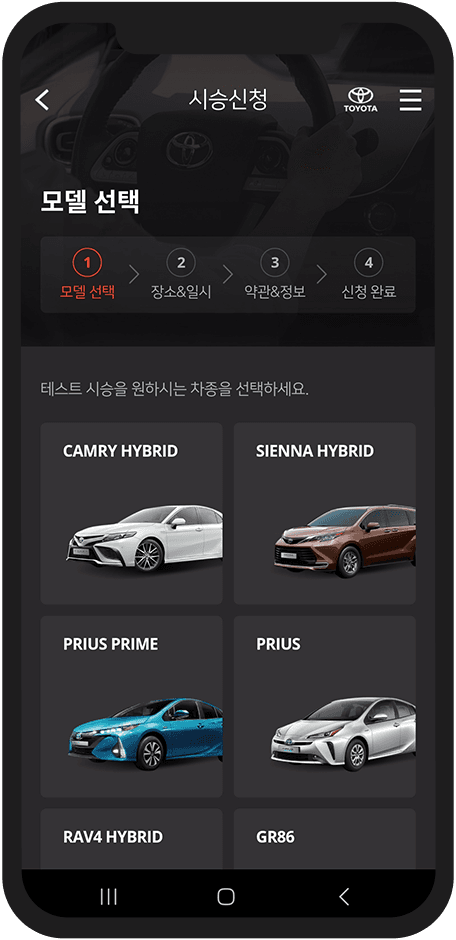 시승신청
TOYOTA
모델 선택
1
2
3
4
모델 선택
장소&일시
약관&정보
신청 완료
테스트 시승을 원하시는 차종을 선택하세요.
CAMRY HYBRID
SIENNA HYBRID
PRIUS PRIME
PRIUS
RAV4 HYBRID
GR86